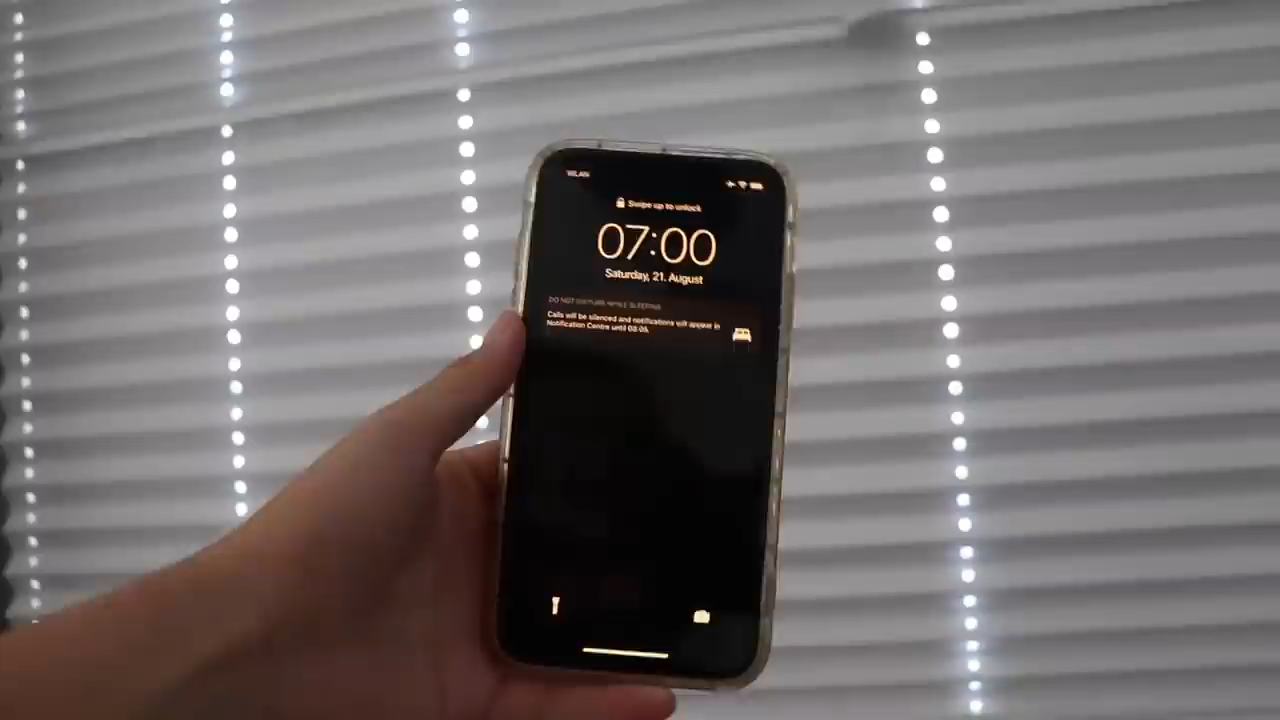 WLAN
Swipe up to unlock
07:00
Saturday, 21. August
DO NOT DISTURB WHILE SLEEPING
Calls will be silenced and notifications will appear in
Notification Centre until 08:05.